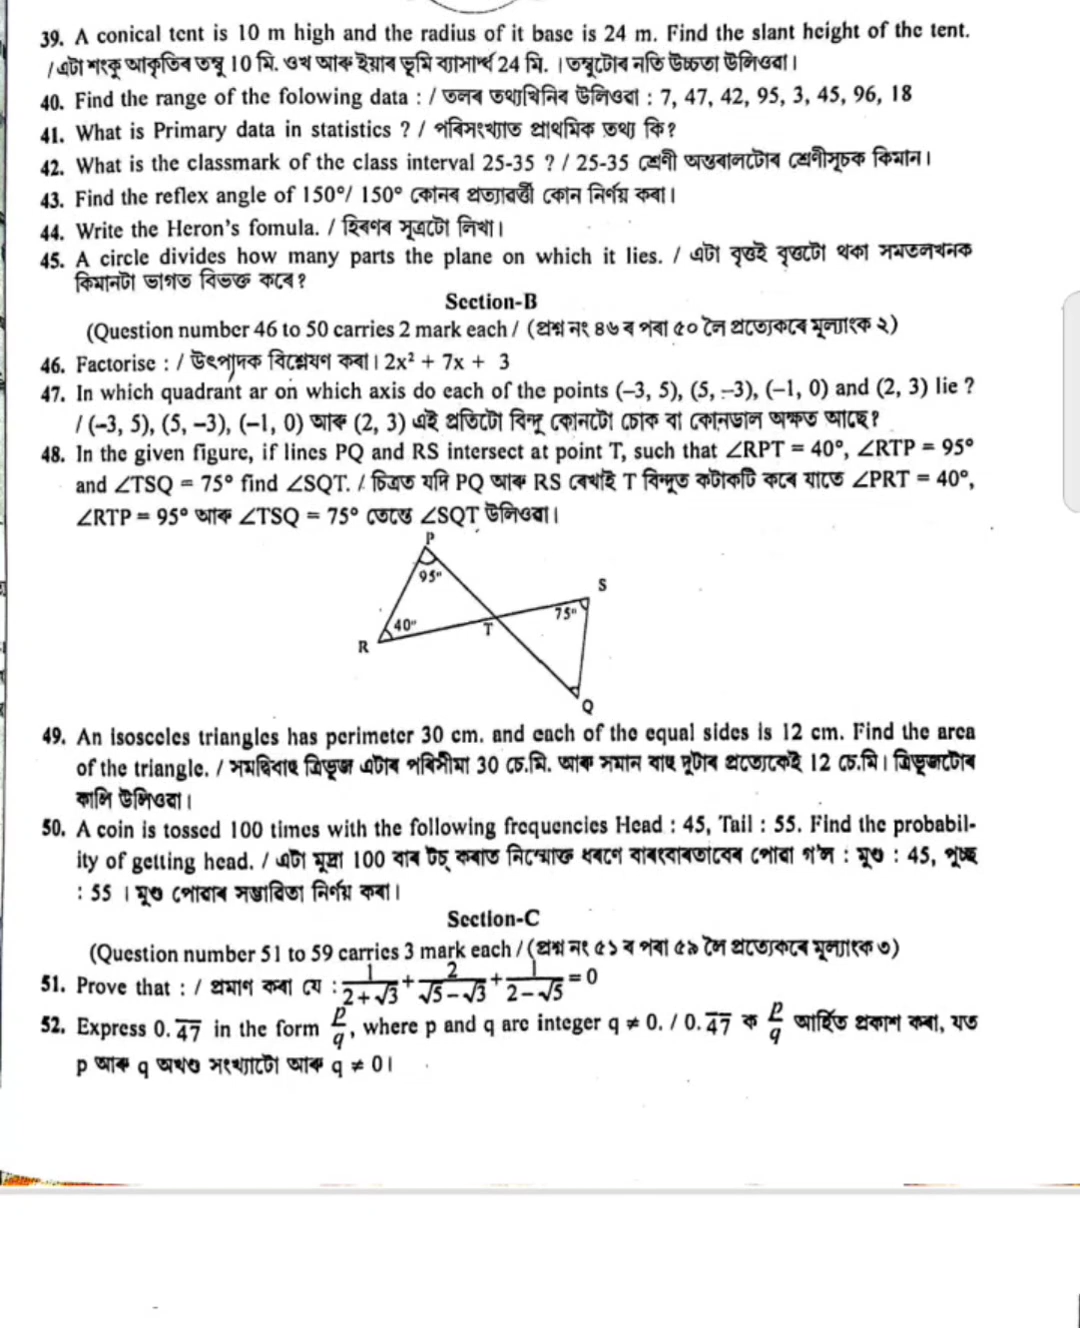 39. A conical tent is 10 m high and the radius of it base is 24 m. Find the slant height of the tent.
/ এটা শংকু আকৃতিৰ তম্বু 10 মি. ওখ আৰু ইয়াৰ ভূমি ব্যাসাৰ্ধ 24 মি. । তম্বুটোৰ নতি উচ্চতা উলিওৱা।
40. Find the range of the folowing data : / তলৰ তথ্যখিনিৰ উলিওৱা : 7, 47, 42, 95, 3, 45, 96, 18
41. What is Primary data in statistics ? / পৰিসংখ্যাত প্ৰাথমিক তথ্য কি?
42. What is the classmark of the class interval 25-35 ? / 25-35 শ্ৰেণী অন্তৰালটোৰ শ্ৰেণীসূচক কিমান।
43. Find the reflex angle of 150°/ 150° কোনৰ প্ৰত্যাৱৰ্ত্তী কোন নিৰ্ণয় কৰা।
44. Write the Heron's fomula. / হিৰণৰ সূত্ৰটো লিখা।
45. A circle divides how many parts the plane on which it lies. / এটা বৃত্তই বৃত্তটো থকা সমতলখনক
কিমানটা ভাগত বিভক্ত কৰে?
Section-B
(Question number 46 to 50 carries 2 mark each / (প্ৰশ্ন নং ৪৬ ৰ পৰা ৫০ লৈ প্ৰত্যেকৰে মূল্যাংক ২)
46. Factorise : / উৎপাদক বিশ্লেষণ কৰা। 2x² + 7x + 3
47. In which quadrant ar on which axis do each of the points (–3, 5), (5, –3), (–1, 0) and (2, 3) lie ?
/ (–3, 5), (5, –3), (–1, 0) আৰু (2, 3) এই প্ৰতিটো বিন্দু কোনটো চোক বা কোনডাল অক্ষত আছে?
48. In the given figure, if lines PQ and RS intersect at point T, such that ∠RPT = 40°, ∠RTP = 95°
and ∠TSQ = 75° find ∠SQT. / চিত্ৰত যদি PQ আৰু RS ৰেখাই T বিন্দুত কটাকটি কৰে যাতে ∠PRT = 40°,
∠RTP = 95° আৰু ∠TSQ = 75° তেন্তে ∠SQT উলিওৱা।
P
95°
S
75°
40°
T
R
Q
49. An isosceles triangles has perimeter 30 cm. and each of the equal sides is 12 cm. Find the area
of the triangle. / সমদ্বিবাহু ত্ৰিভুজ এটাৰ পৰিসীমা 30 চে.মি. আৰু সমান বাহু দুটাৰ প্ৰত্যেকেই 12 চে.মি। ত্ৰিভুজটোৰ
কালি উলিওৱা।
50. A coin is tossed 100 times with the following frequencies Head : 45, Tail : 55. Find the probabil-
ity of getting head. / এটা মুদ্ৰা 100 বাৰ টছ্ কৰাত নিম্নোক্ত ধৰণে বাৰংবাৰতাবেৰ পোৱা গ'ল : মুণ্ড : 45, পুচ্ছ
: 55 । মুণ্ড পোৱাৰ সম্ভাৱিতা নিৰ্ণয় কৰা।
Section-C
(Question number 51 to 59 carries 3 mark each / (প্ৰশ্ন নং ৫১ ৰ পৰা ৫৯ লৈ প্ৰত্যেকৰে মূল্যাংক ৩)
51. Prove that : / প্ৰমাণ কৰা যে : 1/(2+√3) + 2/(√5–√3) + 1/(2–√5) = 0
52. Express 0.4̅7̅ in the form p/q, where p and q are integer q ≠ 0. / 0.4̅7̅ ক p/q আৰ্হিত প্ৰকাশ কৰা, য'ত
p আৰু q অখণ্ড সংখ্যাটো আৰু q ≠ 0।